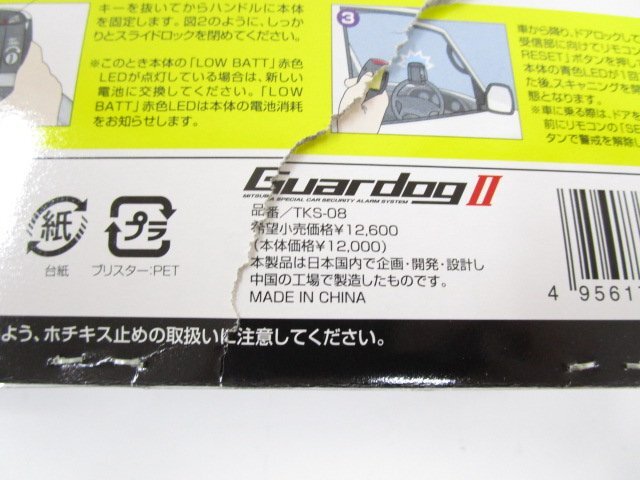 キーを抜いてからハンドルに本体
を固定します。図2のように、しっか
りとスライドロックを閉めてください。
※このとき本体の「LOW BATT」赤色
LEDが点灯している場合は、新しい
電池に交換してください。「LOW
BATT」赤色LEDは本体の電池消耗
をお知らせします。
3
車から降り、ドアロックして
受信部に向けてリモコン
RESET」ボタンを押し
本体の青色LEDが1回
た後、スキャニングを開
態となります。
※車に乗る際は、ドアを
前にリモコンの「S
タンで警戒を解除し
Guardog II
SPECIAL CAR SECURITY ALARM SYSTEM
品番/TKS-08
希望小売価格¥12,600
(本体価格¥12,000)
本製品は日本国内で企画・開発・設計し
中国の工場で製造したものです。
MADE IN CHINA
紙
台紙
プラ
ブリスター:PET
4 95617
よう、ホチキス止めの取扱いに注意してください。